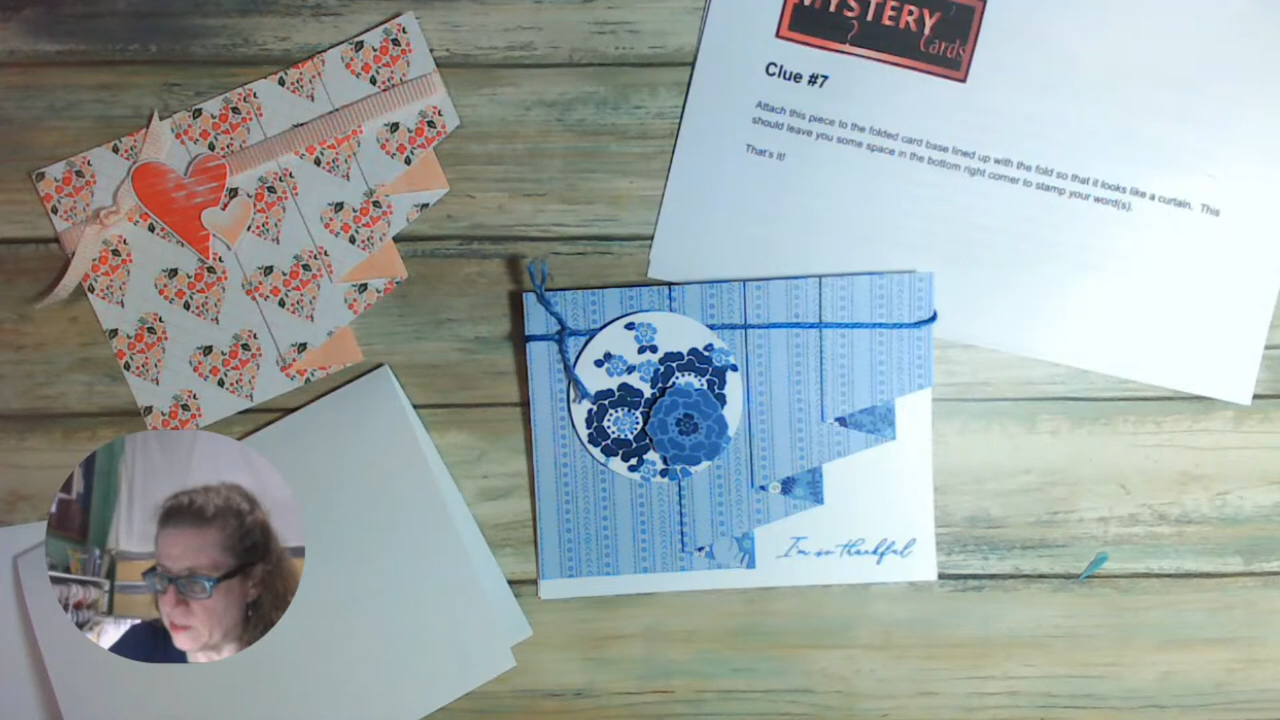 MYSTERY
Cards
Clue #7
Attach this piece to the folded card base lined up with the fold so that it looks like a curtain. This
should leave you some space in the bottom right corner to stamp your word(s).
That's it!
I'm so thankful